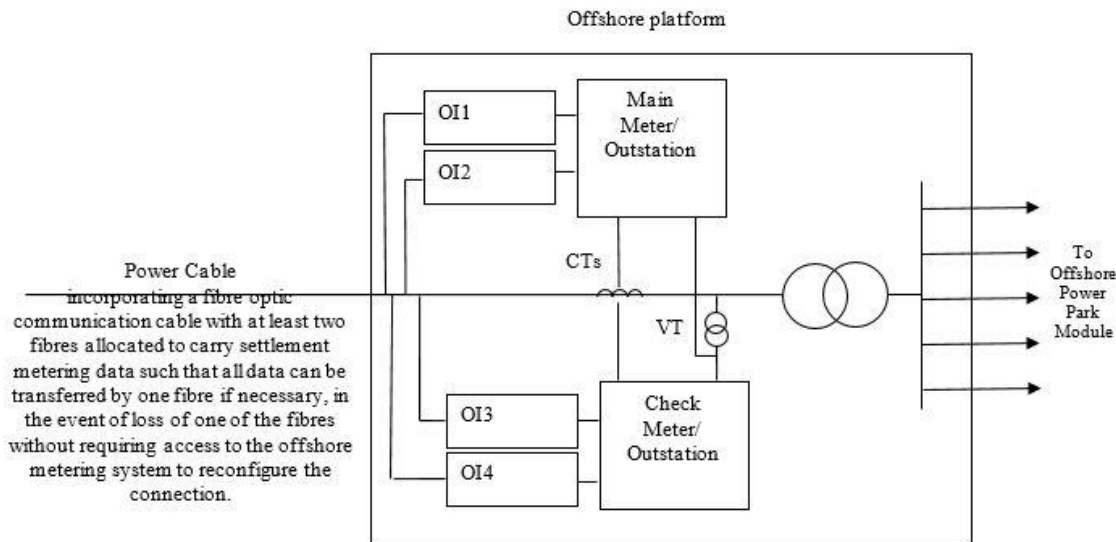 Offshore platform
OI1
OI2
Main
Meter/
Outstation
CTs
VT
Power Cable
incorporating a fibre optic
communication cable with at least two
fibres allocated to carry settlement
metering data such that all data can be
transferred by one fibre if necessary, in
the event of loss of one of the fibres
without requiring access to the offshore
metering system to reconfigure the
connection.
OI3
OI4
Check
Meter/
Outstation
To
Offshore
Power
Park
Module